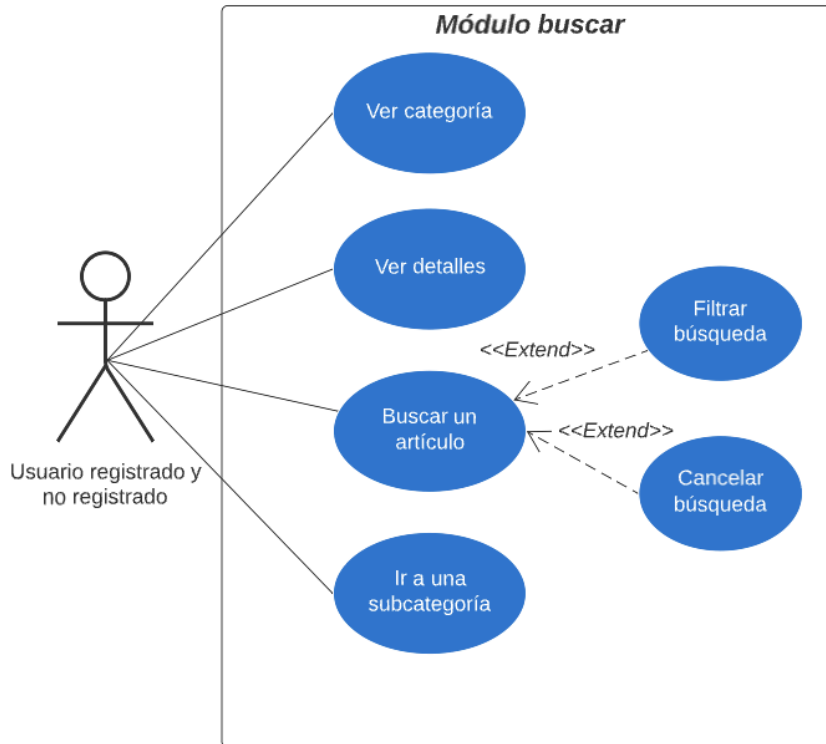 Módulo buscar
Ver categoría
Ver detalles
Filtrar
búsqueda
<<Extend>>
Buscar un
artículo
<<Extend>>
Cancelar
búsqueda
Usuario registrado y
no registrado
Ir a una
subcategoría